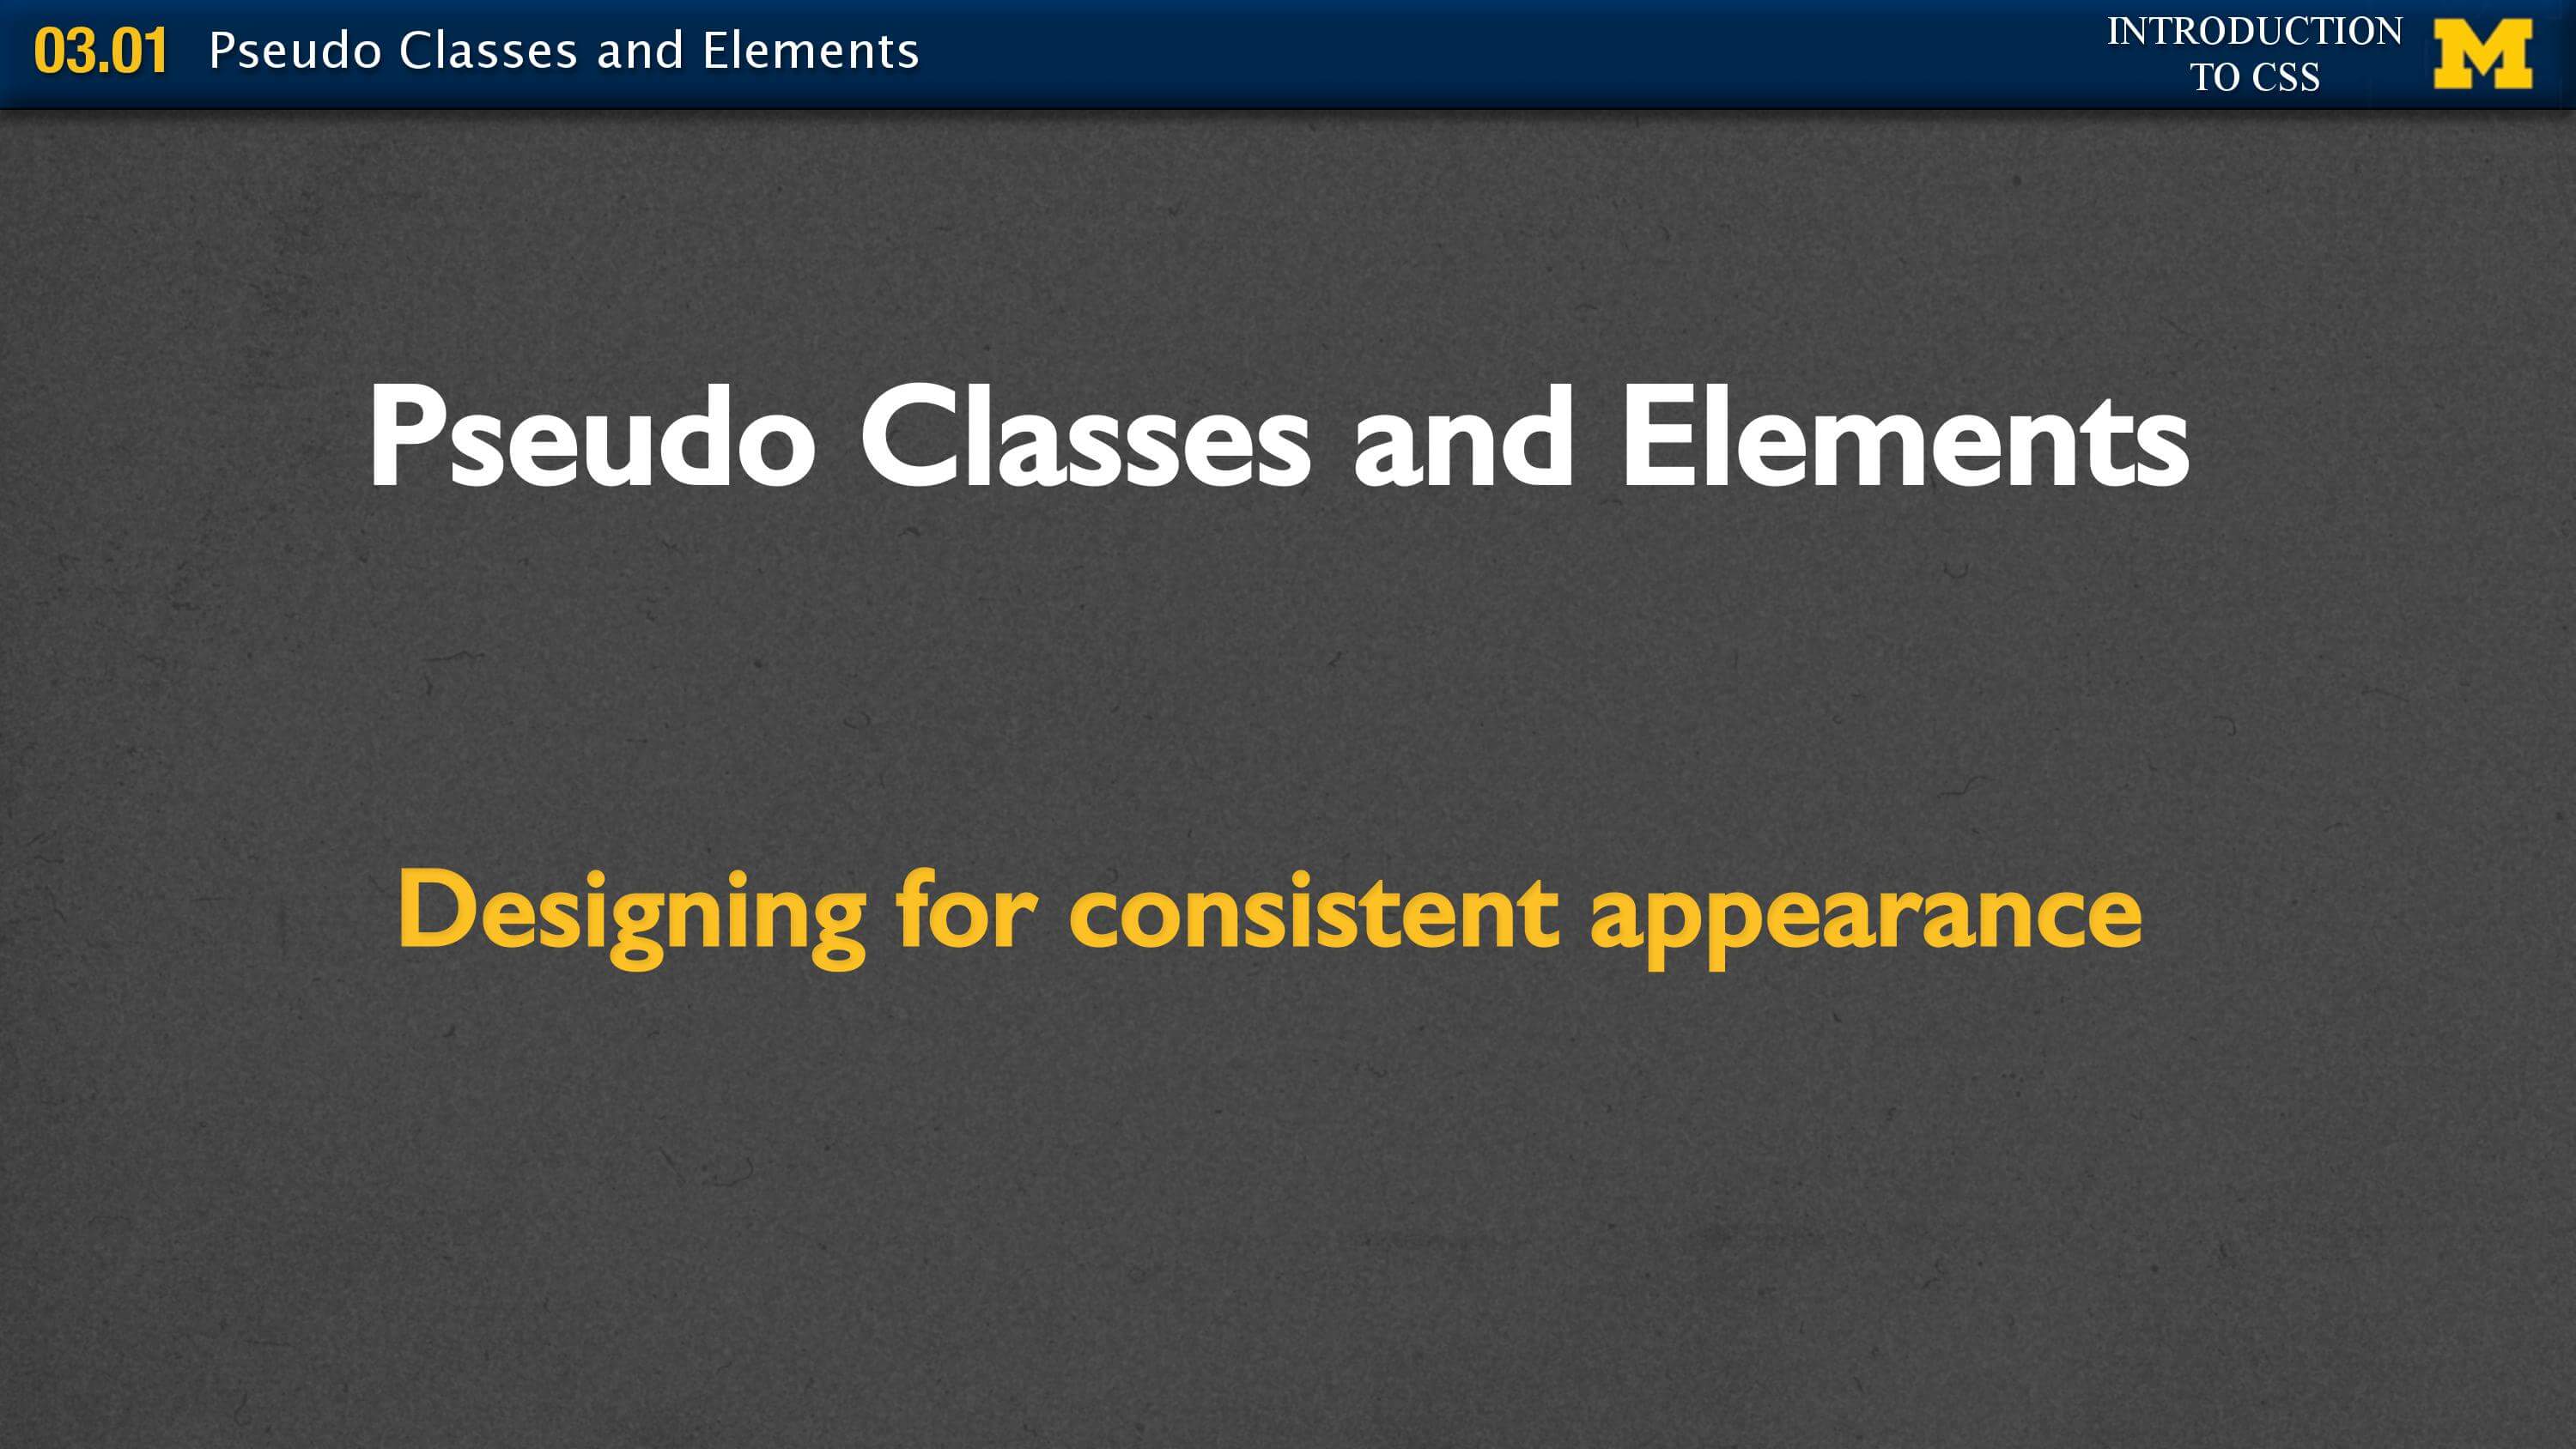 03.01 Pseudo Classes and Elements
INTRODUCTION
TO CSS
M
Pseudo Classes and Elements
Designing for consistent appearance